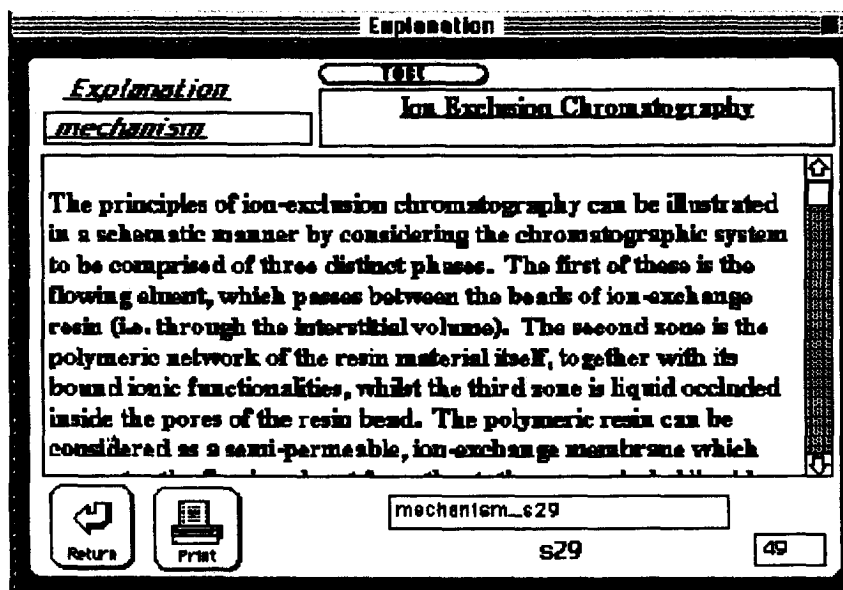 Explanation
Explanation
Test
Ion Exclusion Chromatography
mechanism
The principles of ion-exclusion chromatography can be illustrated
in a schematic manner by considering the chromatographic system
to be comprised of three distinct phases. The first of these is the
flowing eluent, which passes between the beads of ion-exchange
resin (i.e. through the interstitial volume). The second zone is the
polymeric network of the resin material itself, together with its
bound ionic functionalities, whilst the third zone is liquid occluded
inside the pores of the resin bead. The polymeric resin can be
considered as a semi-permeable, ion-exchange membrane which
mechanism_s29
s29
49
Return
Print